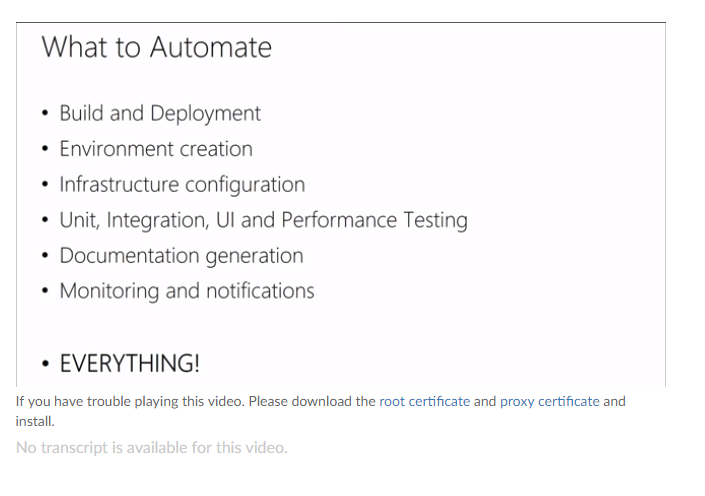 What to Automate
• Build and Deployment
• Environment creation
• Infrastructure configuration
• Unit, Integration, UI and Performance Testing
• Documentation generation
• Monitoring and notifications
• EVERYTHING!
If you have trouble playing this video. Please download the root certificate and proxy certificate and
install.
No transcript is available for this video.